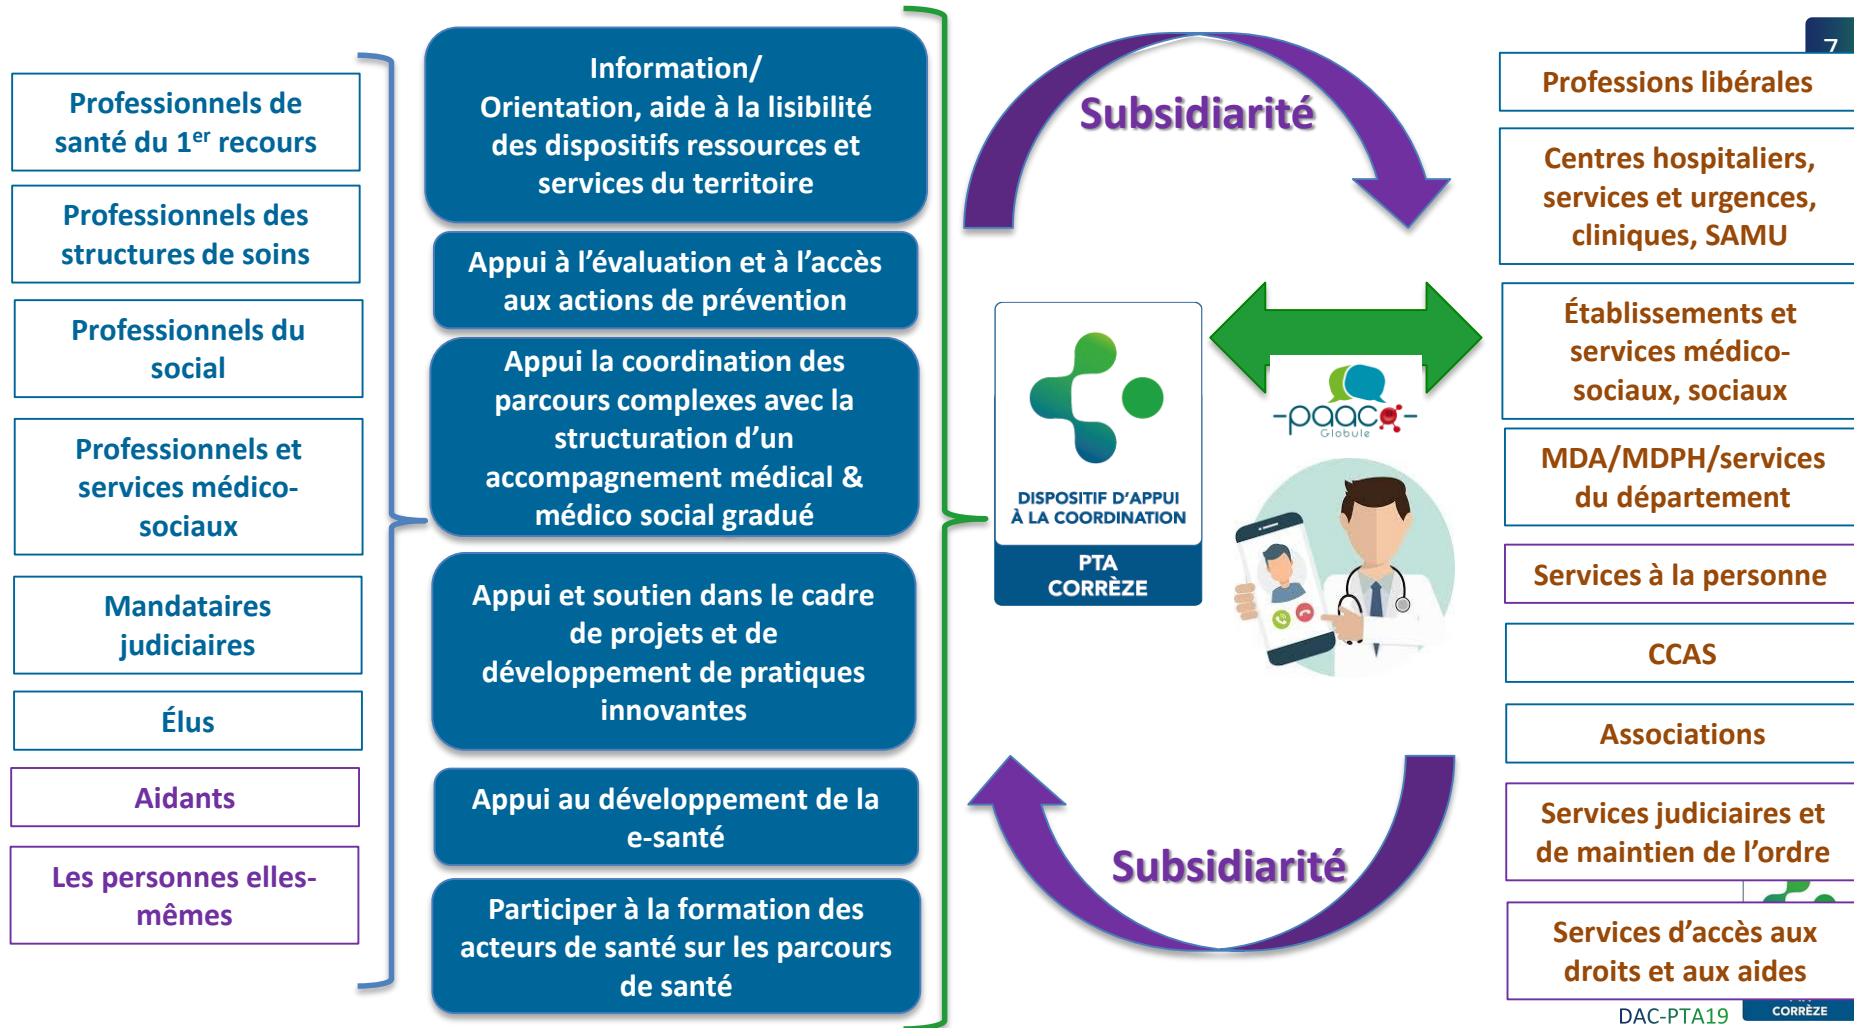 7
Professionnels de
santé du 1er recours
Professionnels des
structures de soins
Professionnels du
social
Professionnels et
services médico-
sociaux
Mandataires
judiciaires
Élus
Aidants
Les personnes elles-
mêmes
Information/
Orientation, aide à la lisibilité
des dispositifs ressources et
services du territoire
Appui à l’évaluation et à l’accès
aux actions de prévention
Appui la coordination des
parcours complexes avec la
structuration d’un
accompagnement médical &
médico social gradué
Appui et soutien dans le cadre
de projets et de
développement de pratiques
innovantes
Appui au développement de la
e-santé
Participer à la formation des
acteurs de santé sur les parcours
de santé
Subsidiarité
DISPOSITIF D’APPUI
À LA COORDINATION
PTA
CORRÈZE
paaco
Globule
Subsidiarité
Professions libérales
Centres hospitaliers,
services et urgences,
cliniques, SAMU
Établissements et
services médico-
sociaux, sociaux
MDA/MDPH/services
du département
Services à la personne
CCAS
Associations
Services judiciaires et
de maintien de l’ordre
Services d’accès aux
droits et aux aides
DAC-PTA19
CORRÈZE